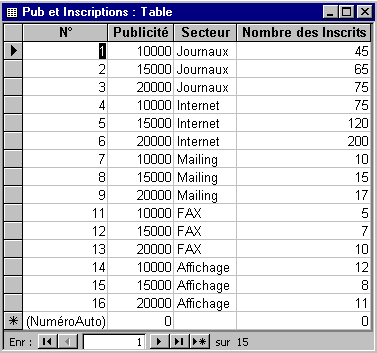 Pub et Inscriptions : Table
N° Publicité Secteur Nombre des Inscrits
1 10000 Journaux 45
2 15000 Journaux 65
3 20000 Journaux 75
4 10000 Internet 75
5 15000 Internet 120
6 20000 Internet 200
7 10000 Mailing 10
8 15000 Mailing 15
9 20000 Mailing 17
11 10000 FAX 5
12 15000 FAX 7
13 20000 FAX 10
14 10000 Affichage 12
15 15000 Affichage 8
16 20000 Affichage 11
(NuméroAuto) 0 0
Enr : 1 sur 15